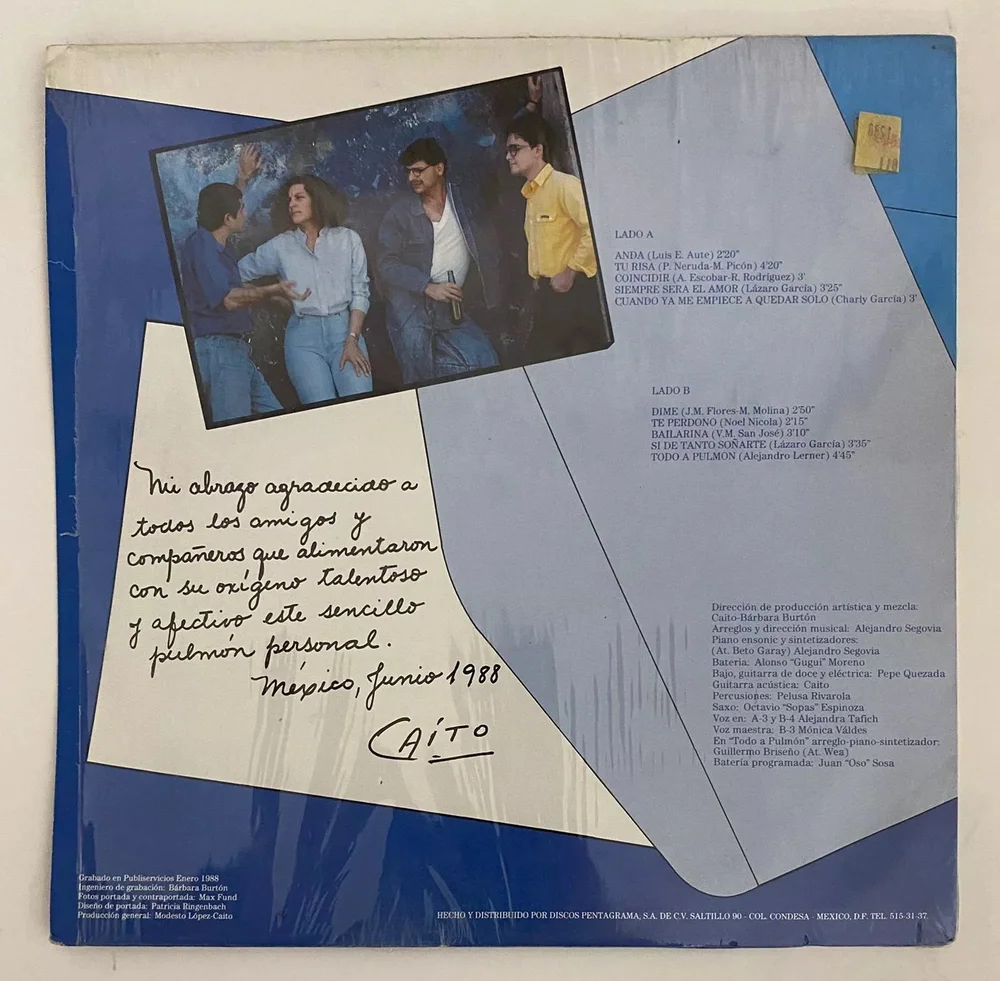 LADO A
ANDA (Luis E. Aute) 2'20"
TU RISA (P. Neruda-M. Picón) 4'20"
COINCIDIR (A. Escobar-R. Rodríguez) 3'
SIEMPRE SERA EL AMOR (Lázaro García) 3'25"
CUANDO YA ME EMPIECE A QUEDAR SOLO (Charly García) 3'
LADO B
DIME (J.M. Flores-M. Molina) 2'50"
TE PERDONO (Noel Nicola) 2'15"
BAILARINA (V.M. San José) 3'10"
SI DE TANTO SOÑARTE (Lázaro García) 3'35"
TODO A PULMON (Alejandro Lerner) 4'45"
Mi abrazo agradecido a
todos los amigos y
compañeros que alimentaron
con su oxígeno talentoso
y afectivo este sencillo
pulmón personal.
México, Junio 1988
CAÍTO
Dirección de producción artística y mezcla:
Caito-Bárbara Burtón
Arreglos y dirección musical: Alejandro Segovia
Piano ensonic y sintetizadores:
(At. Beto Garay) Alejandro Segovia
Batería: Alonso "Gugui" Moreno
Bajo, guitarra de doce y eléctrica: Pepe Quezada
Guitarra acústica: Caito
Percusiones: Pelusa Rivarola
Saxo: Octavio "Sopas" Espinoza
Voz en: A-3 y B-4 Alejandra Tafich
Voz maestra: B-3 Mónica Váldes
En "Todo a Pulmón" arreglo-piano-sintetizador:
Guillermo Briseño (At. Wea)
Batería programada: Juan "Oso" Sosa
Grabado en Publiservicios Enero 1988
Ingeniero de grabación: Bárbara Burtón
Fotos portada y contraportada: Max Fund
Diseño de portada: Patricia Ringenbach
Producción general: Modesto López-Caito
HECHO Y DISTRIBUIDO POR DISCOS PENTAGRAMA, S.A. DE C.V. SALTILLO 90 - COL. CONDESA - MEXICO, D.F. TEL. 515-31-37.